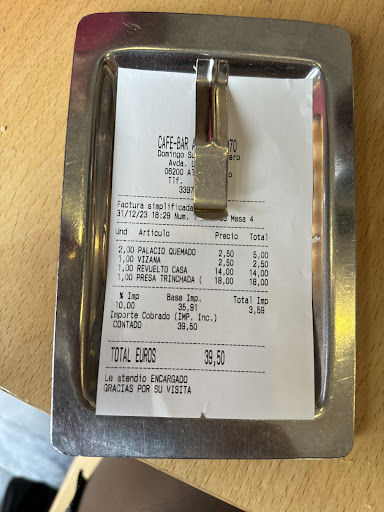 CAFE-BAR
Domingo
Avda.
06200
Tlf.
3397
Factura simplificada
31/12/23 16:29 Num. Mesa 4
Und Articulo Precio Total
2,00 PALACIO QUEMADO 2,50 5,00
1,00 VIZANA 2,50 2,50
1,00 REVUELTO CASA 14,00 14,00
1,00 PRESA TRINCHADA ( 18,00 18,00
% Imp Base Imp. Total Imp
10,00 35,91 3,59
Importe Cobrado (IMP. Inc.)
CONTADO 39,50
TOTAL EUROS 39,50
Le atendio ENCARGADO
GRACIAS POR SU VISITA